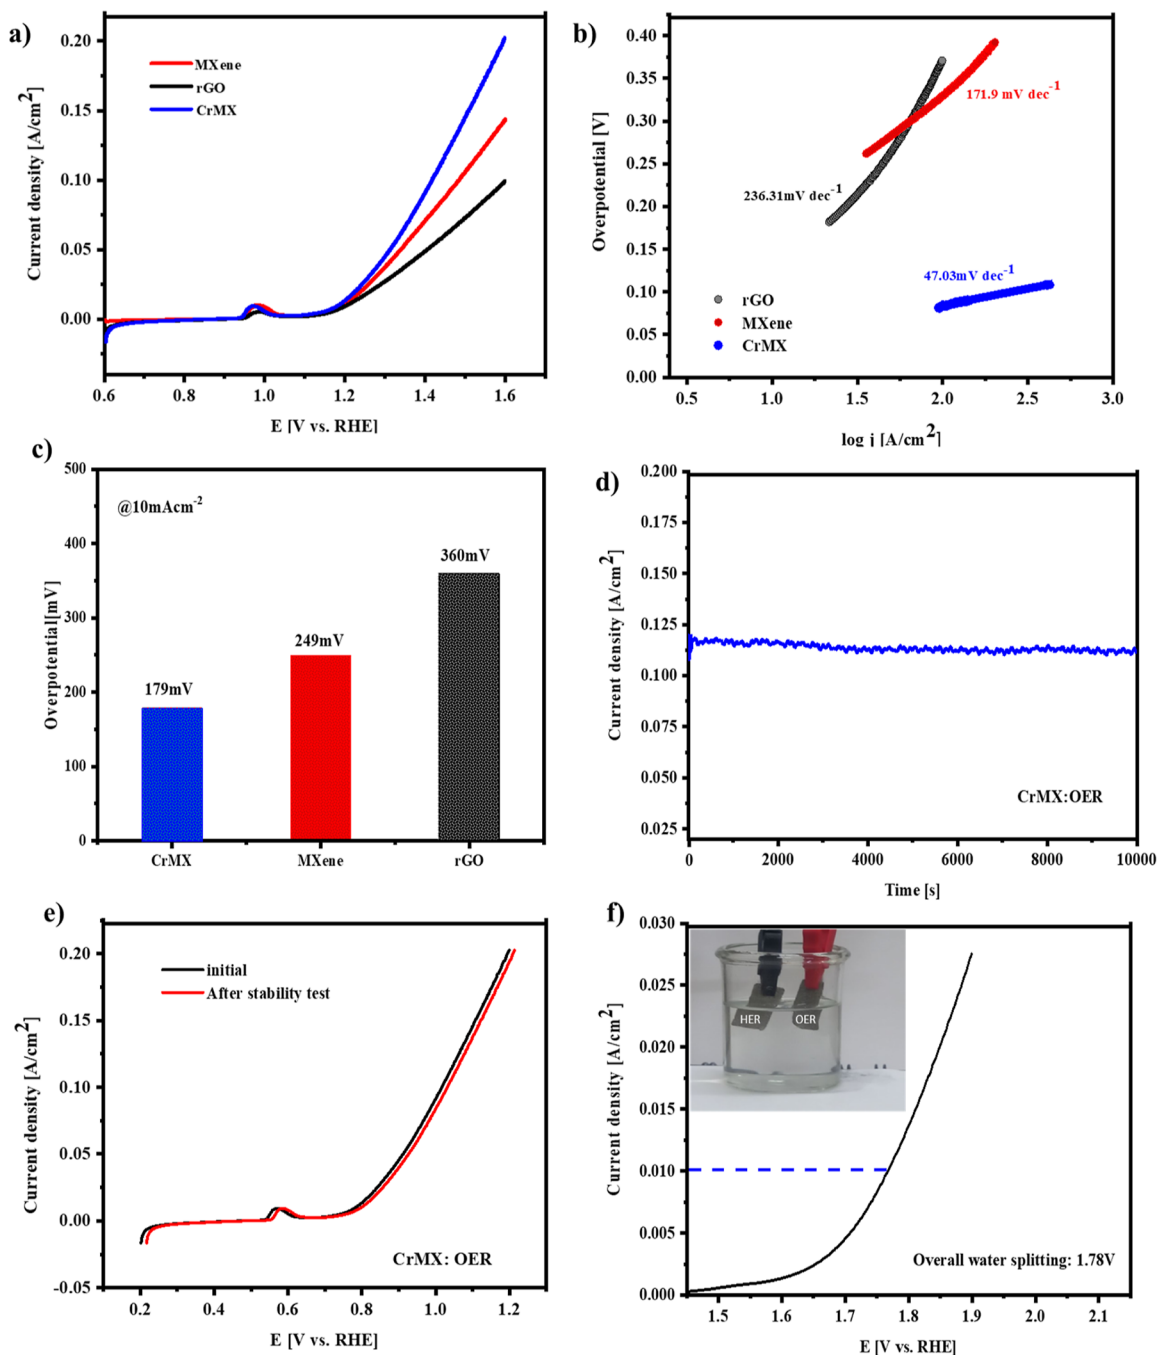 a)
Current density [A/cm2]
0.20
0.15
0.10
0.05
0.00
MXene
rGO
CrMX
0.6 0.8 1.0 1.2 1.4 1.6
E [V vs. RHE]
b)
Overpotential [V]
0.40
0.35
0.30
0.25
0.20
0.15
0.10
0.05
0.00
171.9 mV dec-1
236.31mV dec-1
47.03mV dec-1
rGO
MXene
CrMX
0.5 1.0 1.5 2.0 2.5 3.0
log j [A/cm2]
c)
Overpotential[mV]
500
400
300
200
100
0
@10mAcm-2
179mV
249mV
360mV
CrMX MXene rGO
d)
Current density [A/cm2]
0.200
0.175
0.150
0.125
0.100
0.075
0.050
0.025
CrMX:OER
0 2000 4000 6000 8000 10000
Time [s]
e)
Current density [A/cm2]
0.20
0.15
0.10
0.05
0.00
-0.05
initial
After stability test
CrMX: OER
0.2 0.4 0.6 0.8 1.0 1.2
E [V vs. RHE]
f)
Current density [A/cm2]
0.030
0.025
0.020
0.015
0.010
0.005
0.000
HER OER
Overall water splitting: 1.78V
1.5 1.6 1.7 1.8 1.9 2.0 2.1
E [V vs. RHE]